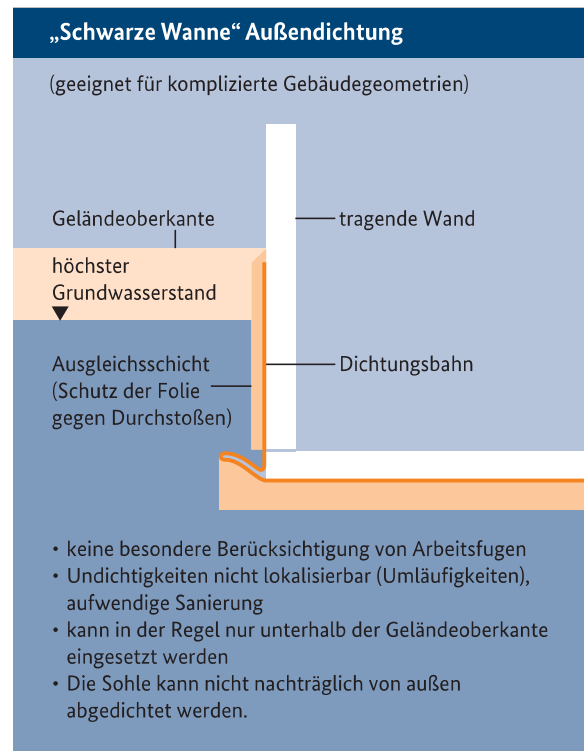 „Schwarze Wanne“ Außendichtung
(geeignet für komplizierte Gebäudegeometrien)
Geländeoberkante
tragende Wand
höchster
Grundwasserstand
Ausgleichsschicht
(Schutz der Folie
gegen Durchstoßen)
Dichtungsbahn
• keine besondere Berücksichtigung von Arbeitsfugen
• Undichtigkeiten nicht lokalisierbar (Umläufigkeiten),
aufwendige Sanierung
• kann in der Regel nur unterhalb der Geländeoberkante
eingesetzt werden
• Die Sohle kann nicht nachträglich von außen
abgedichtet werden.